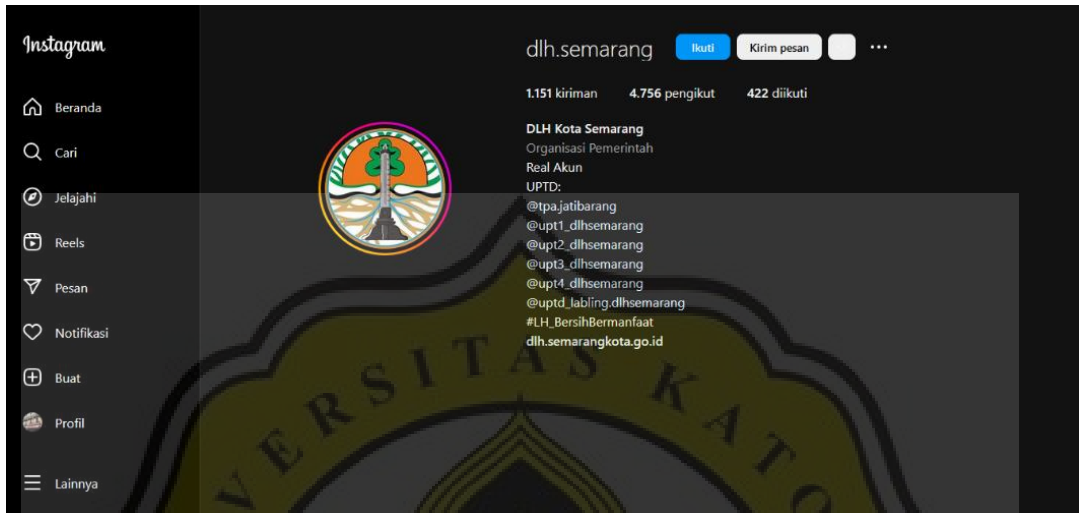 Instagram
Beranda
Cari
Jelajahi
Reels
Pesan
Notifikasi
Buat
Profil
Lainnya
dlh.semarang Ikuti Kirim pesan
1.151 kiriman 4.756 pengikut 422 diikuti
DLH Kota Semarang
Organisasi Pemerintah
Real Akun
UPTD:
@tpa.jatibarang
@upt1_dlhsemarang
@upt2_dlhsemarang
@upt3_dlhsemarang
@upt4_dlhsemarang
@uptd_labling.dlhsemarang
#LH_BersihBermanfaat
dlh.semarangkota.go.id
VERSITAS KATO